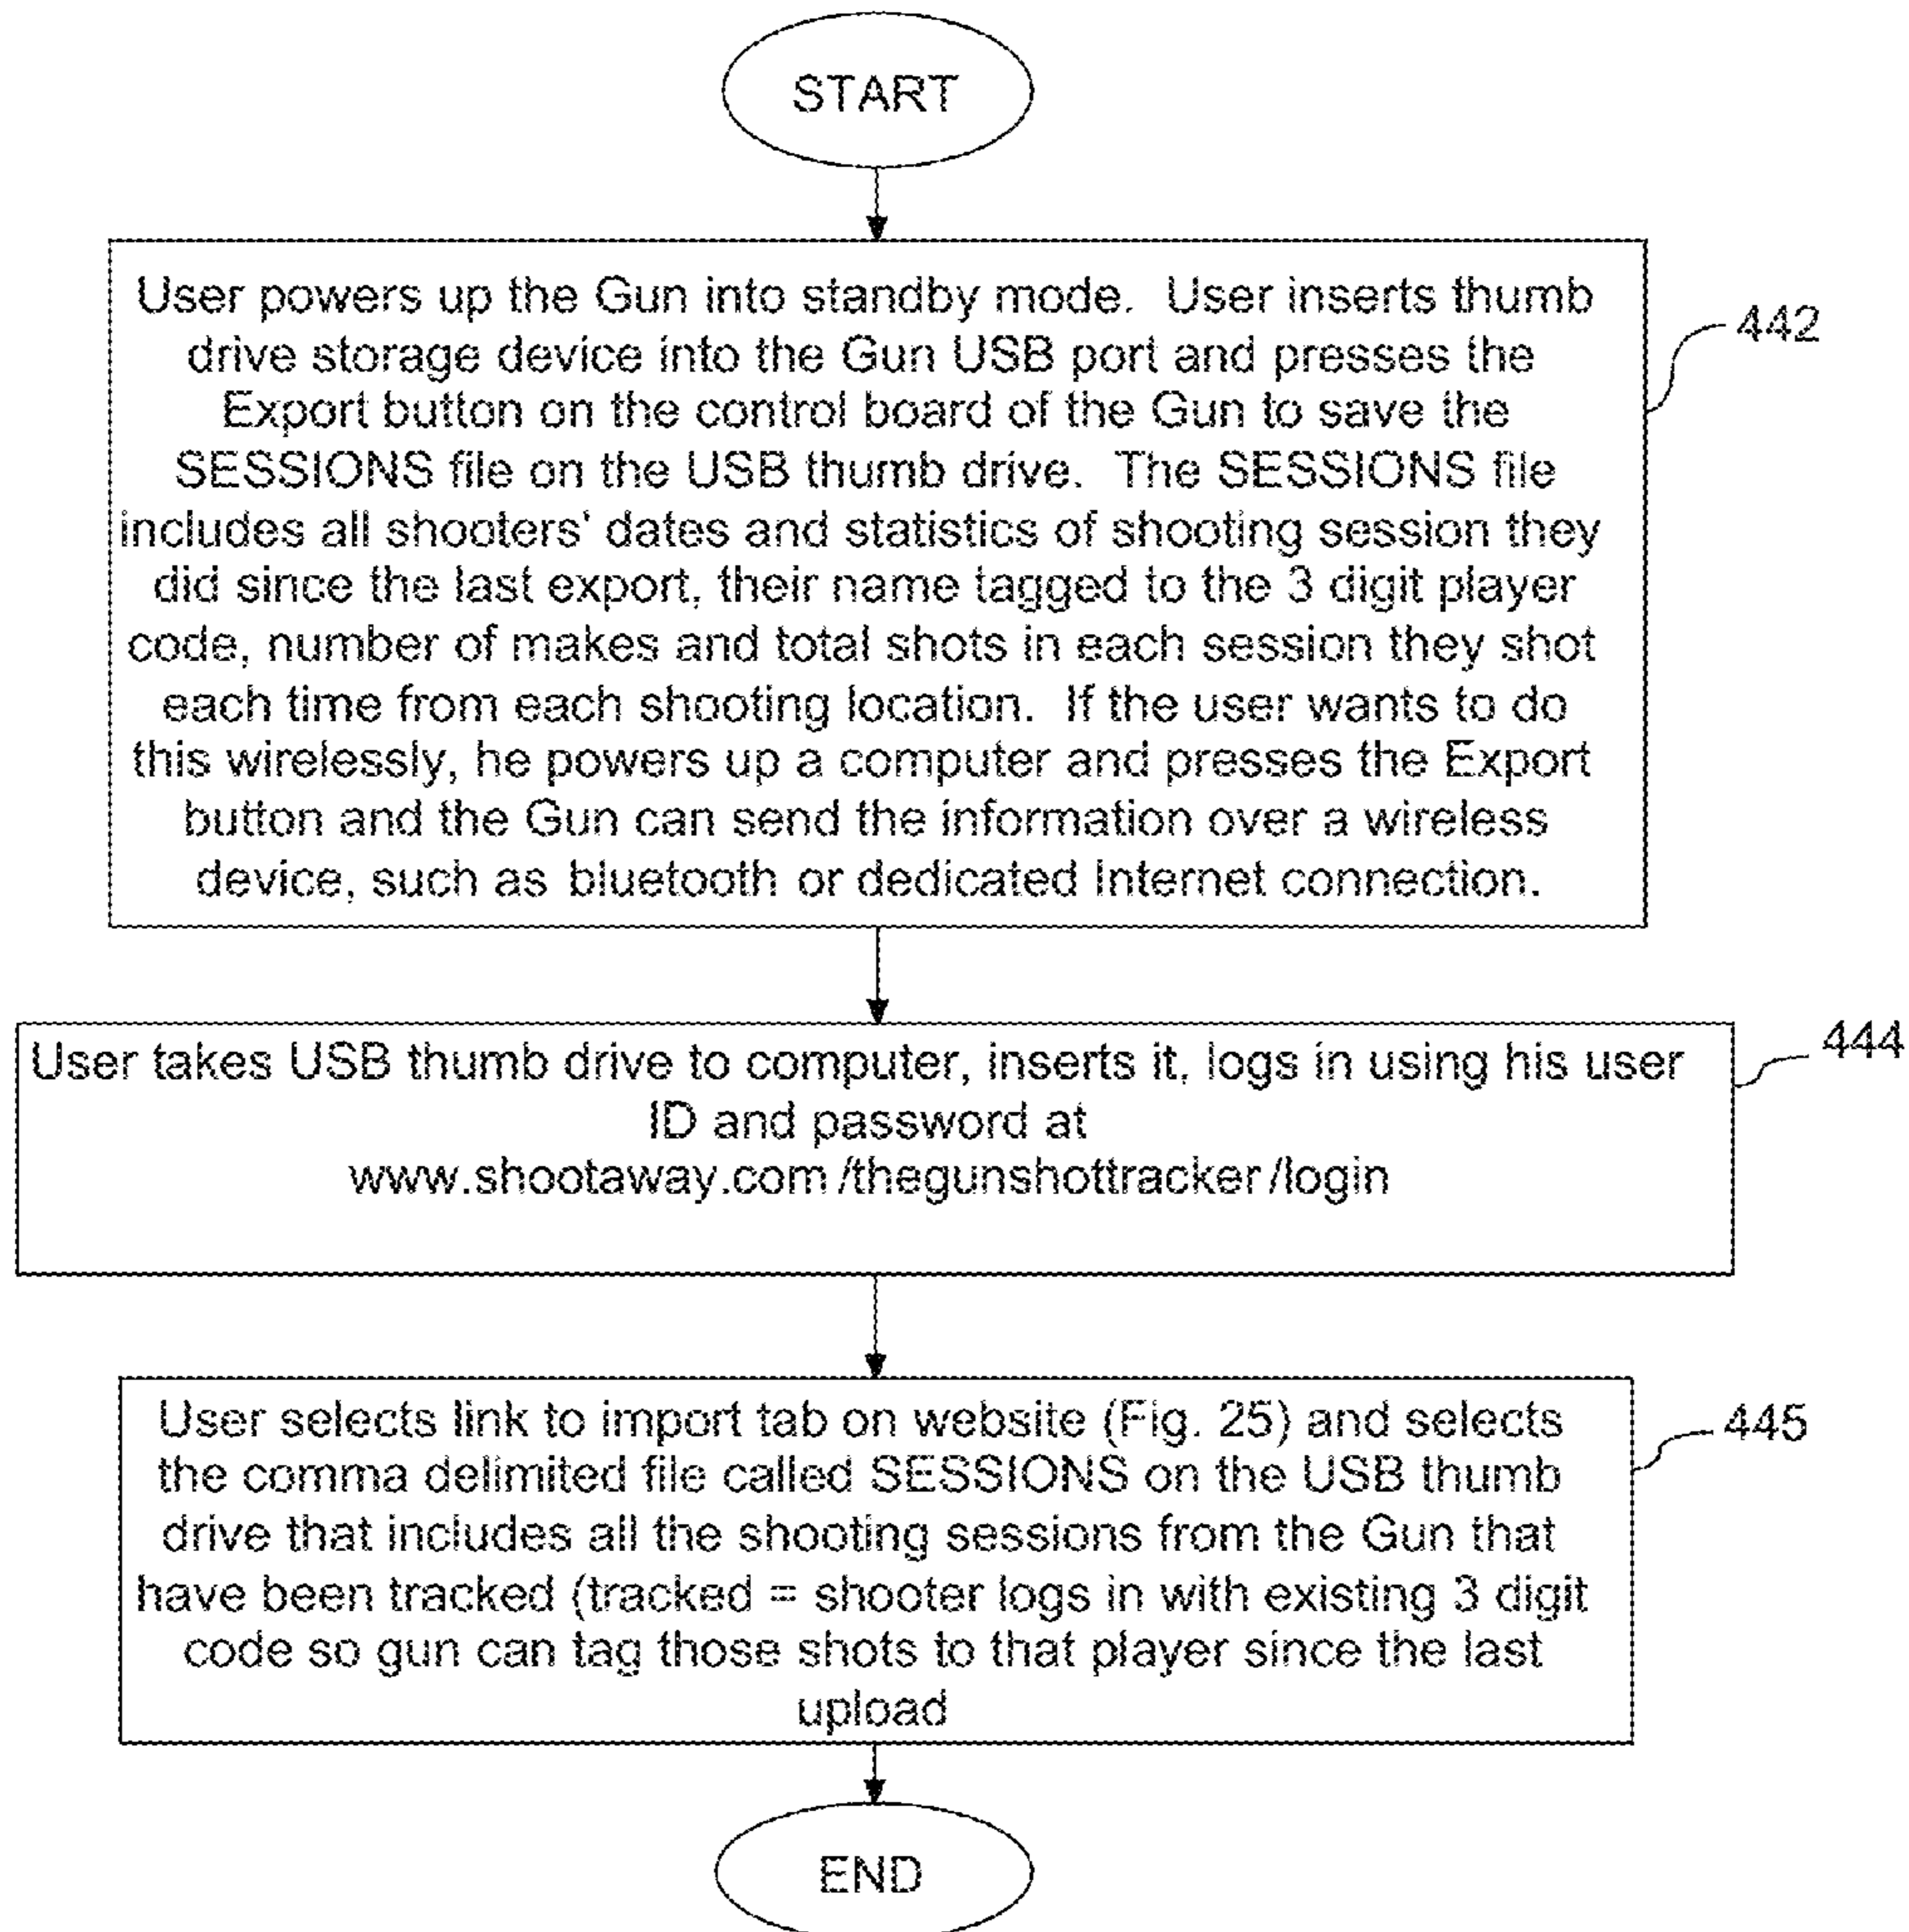 START
User powers up the Gun into standby mode. User inserts thumb
drive storage device into the Gun USB port and presses the
Export button on the control board of the Gun to save the
SESSIONS file on the USB thumb drive. The SESSIONS file
includes all shooters' dates and statistics of shooting session they
did since the last export, their name tagged to the 3 digit player
code, number of makes and total shots in each session they shot
each time from each shooting location. If the user wants to do
this wirelessly, he powers up a computer and presses the Export
button and the Gun can send the information over a wireless
device, such as bluetooth or dedicated Internet connection.
442
User takes USB thumb drive to computer, inserts it, logs in using his user
ID and password at
www.shootaway.com/thegunshottracker/login
444
User selects link to import tab on website (Fig. 25) and selects
the comma delimited file called SESSIONS on the USB thumb
drive that includes all the shooting sessions from the Gun that
have been tracked (tracked = shooter logs in with existing 3 digit
code so gun can tag those shots to that player since the last
upload
445
END